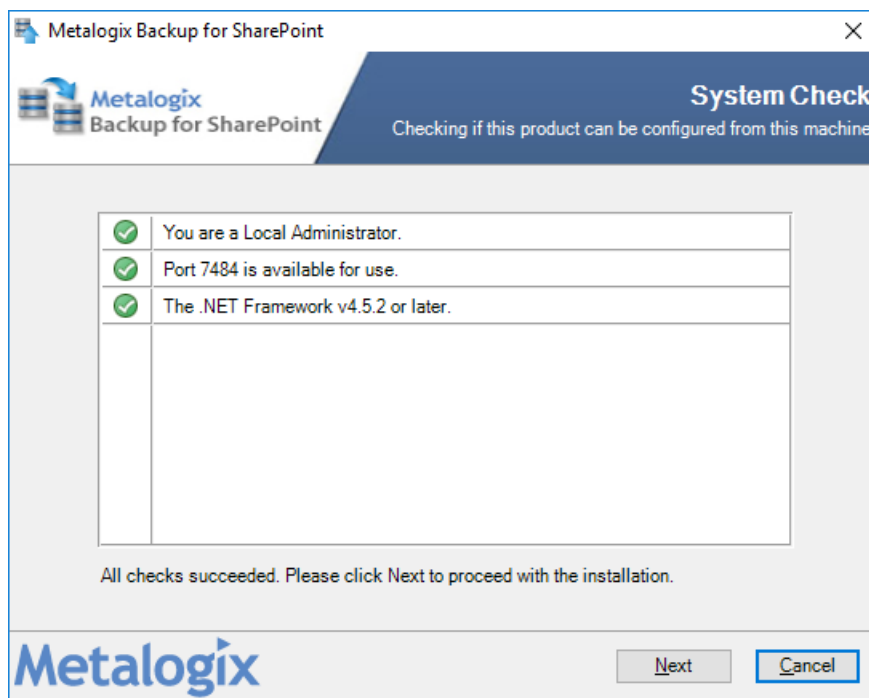 Metalogix Backup for SharePoint
Metalogix
Backup for SharePoint
System Check
Checking if this product can be configured from this machine
You are a Local Administrator.
Port 7484 is available for use.
The .NET Framework v4.5.2 or later.
All checks succeeded. Please click Next to proceed with the installation.
Metalogix
Next
Cancel